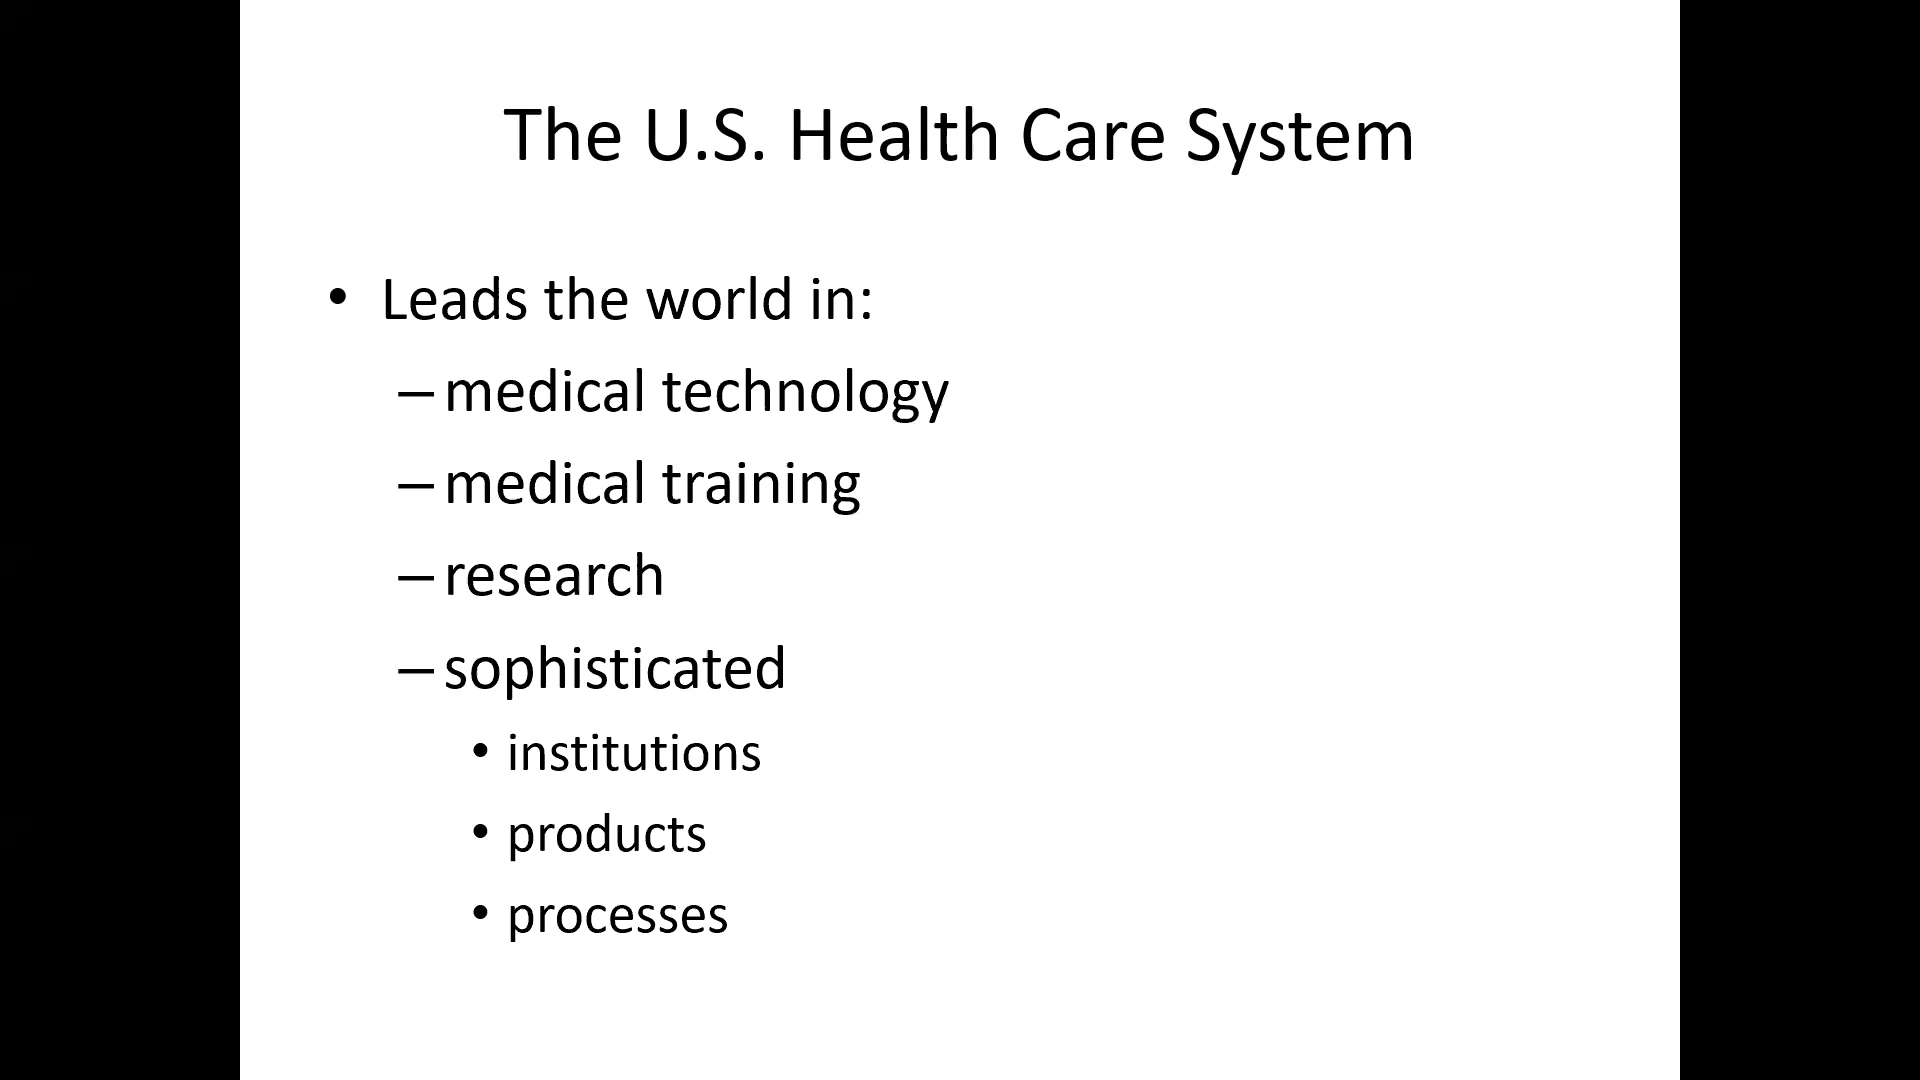 The U.S. Health Care System
• Leads the world in:
– medical technology
– medical training
– research
– sophisticated
• institutions
• products
• processes